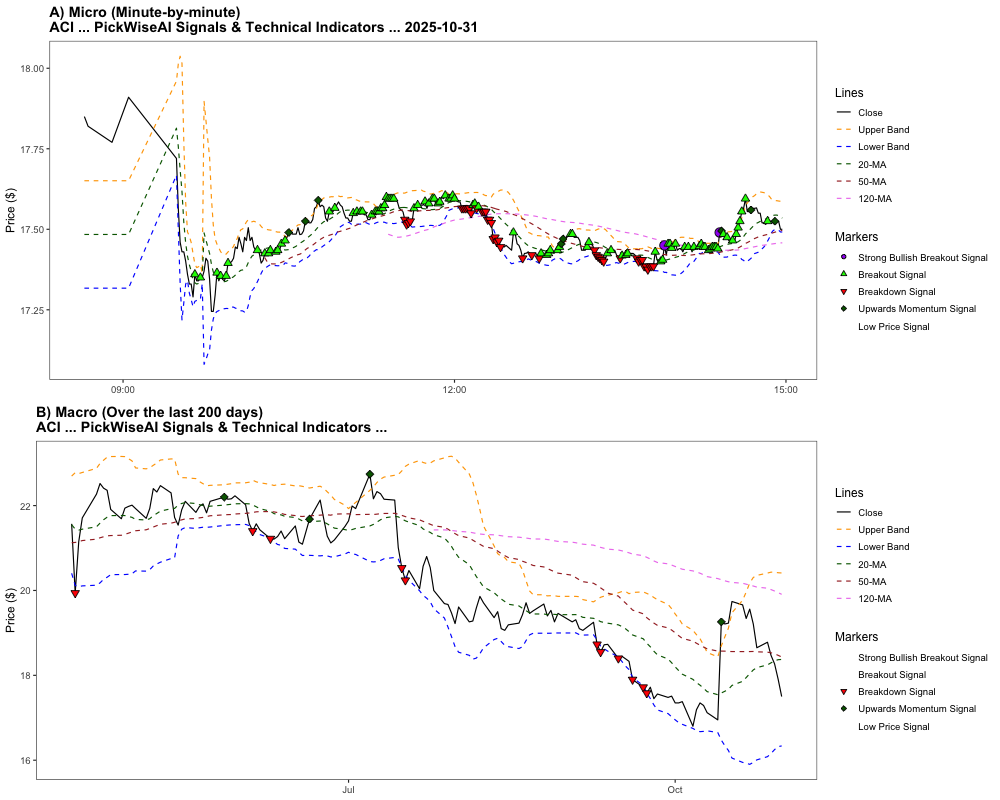 A) Micro (Minute-by-minute)
ACI ... PickWiseAI Signals & Technical Indicators ... 2025-10-31
18.00
17.75
17.50
17.25
Price ($)
09:00
12:00
15:00
Lines
Close
Upper Band
Lower Band
20-MA
50-MA
120-MA
Markers
Strong Bullish Breakout Signal
Breakout Signal
Breakdown Signal
Upwards Momentum Signal
Low Price Signal
B) Macro (Over the last 200 days)
ACI ... PickWiseAI Signals & Technical Indicators ...
22
20
18
16
Price ($)
Jul
Oct
Lines
Close
Upper Band
Lower Band
20-MA
50-MA
120-MA
Markers
Strong Bullish Breakout Signal
Breakout Signal
Breakdown Signal
Upwards Momentum Signal
Low Price Signal